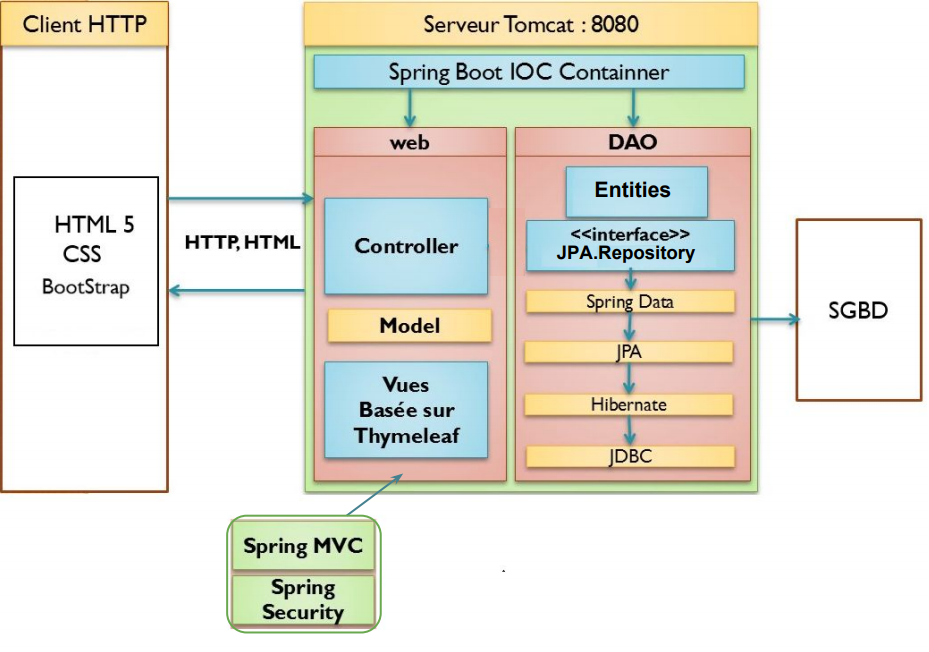 Client HTTP
HTML 5
CSS
BootStrap
HTTP, HTML
Serveur Tomcat : 8080
Spring Boot IOC Containner
web
Controller
Model
Vues
Basée sur
Thymeleaf
DAO
Entities
<<interface>>
JPA.Repository
Spring Data
JPA
Hibernate
JDBC
SGBD
Spring MVC
Spring
Security